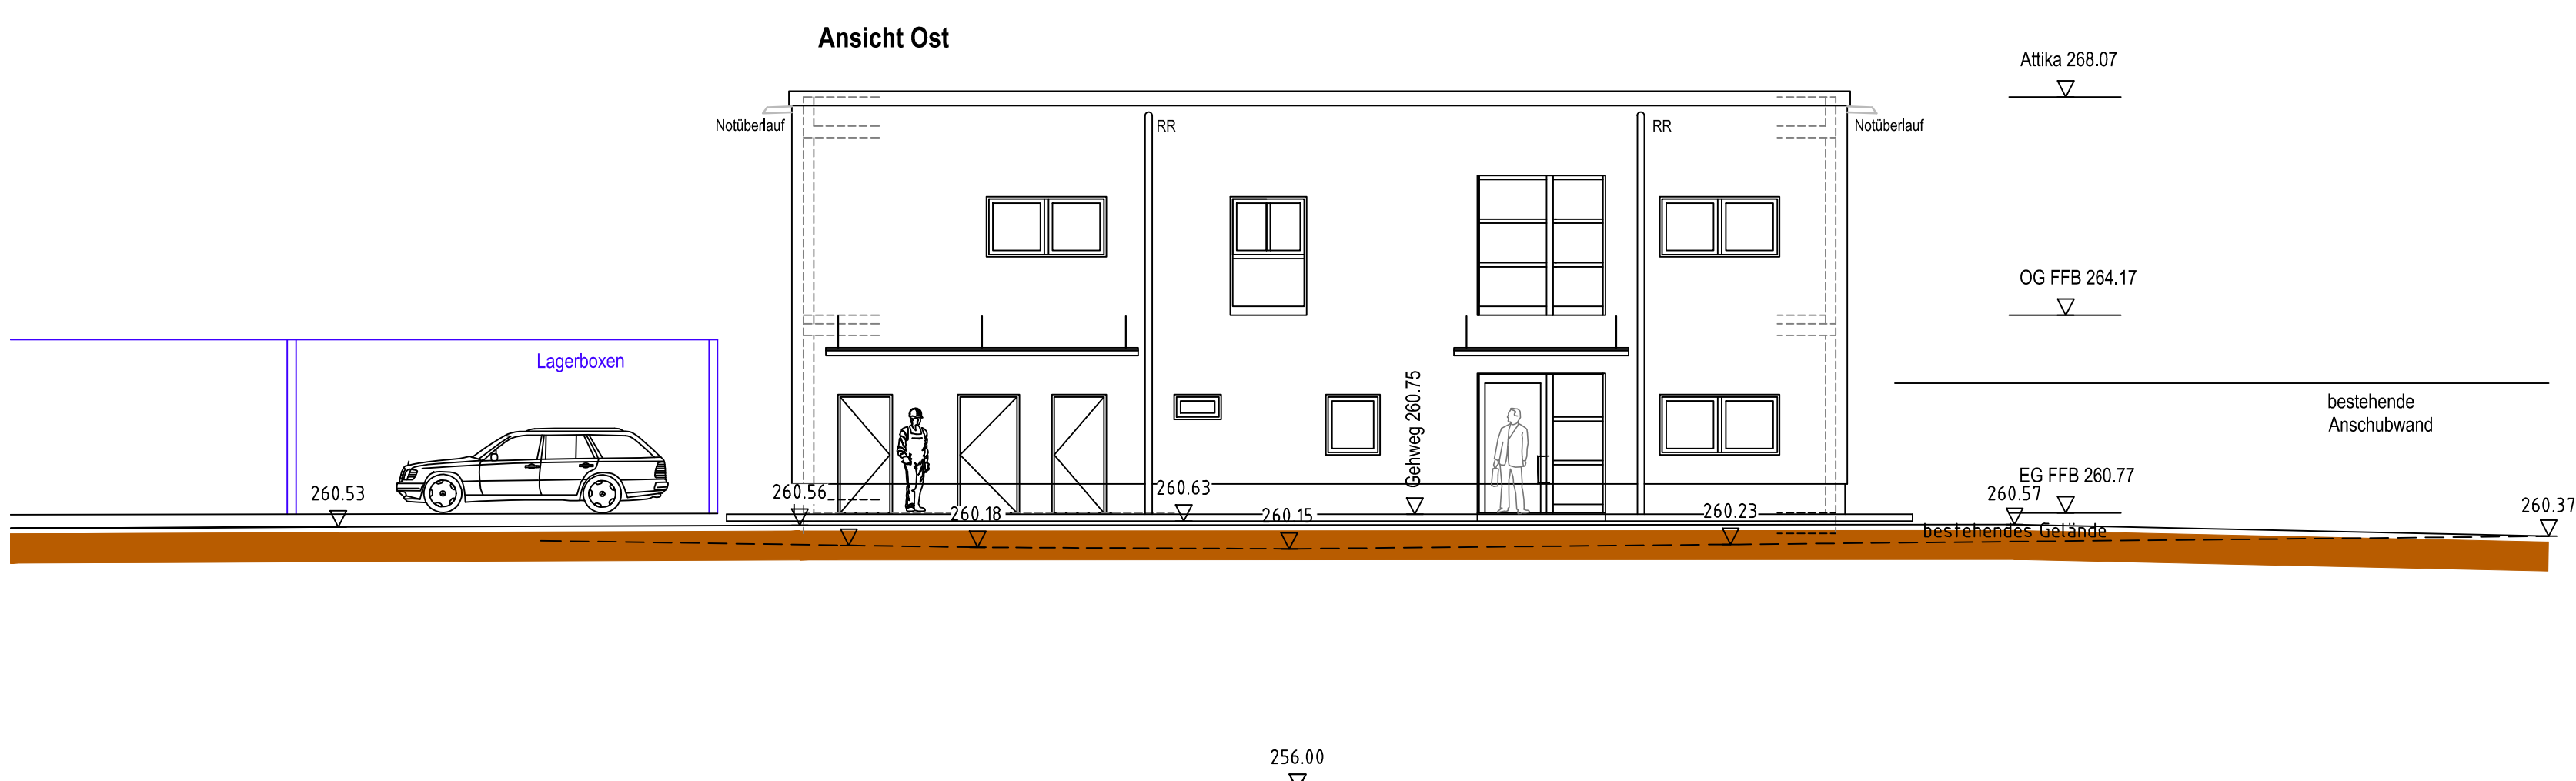 Ansicht Ost
Attika 268.07
Notüberlauf
RR
RR
Notüberlauf
OG FFB 264.17
Lagerboxen
Gehweg 260.75
bestehende
Anschubwand
EG FFB 260.77
260.53
260.56
260.63
260.57
260.37
260.18
260.15
260.23
bestehendes Gelände
256.00